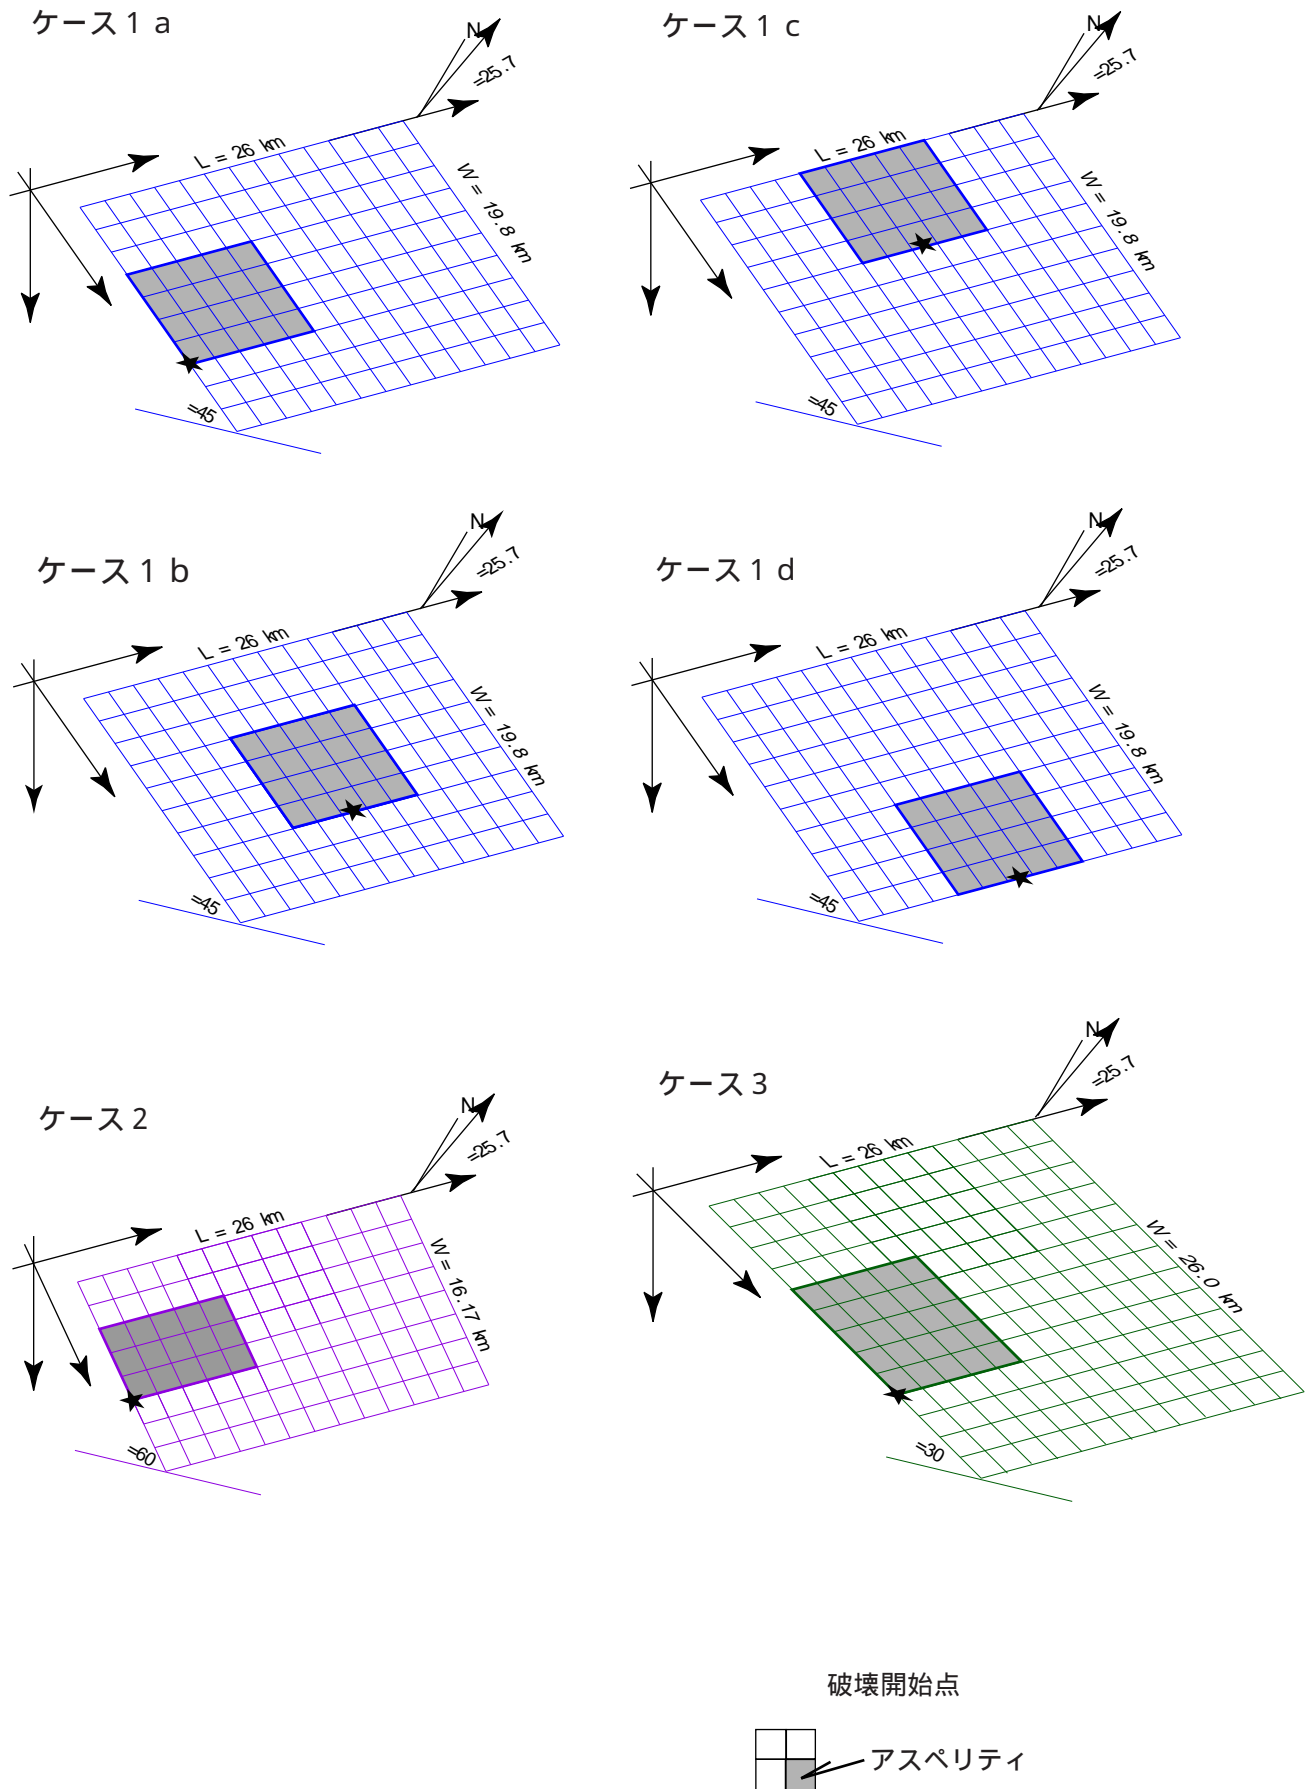 ケース1 a
N
=25.7
L = 26 km
W = 19.8 km
=45
ケース1 c
N
=25.7
L = 26 km
W = 19.8 km
=45
ケース1 b
N
=25.7
L = 26 km
W = 19.8 km
=45
ケース1 d
N
=25.7
L = 26 km
W = 19.8 km
=45
ケース2
N
=25.7
L = 26 km
W = 16.17 km
=60
ケース3
N
=25.7
L = 26 km
W = 26.0 km
=30
破壊開始点
アスペリティ